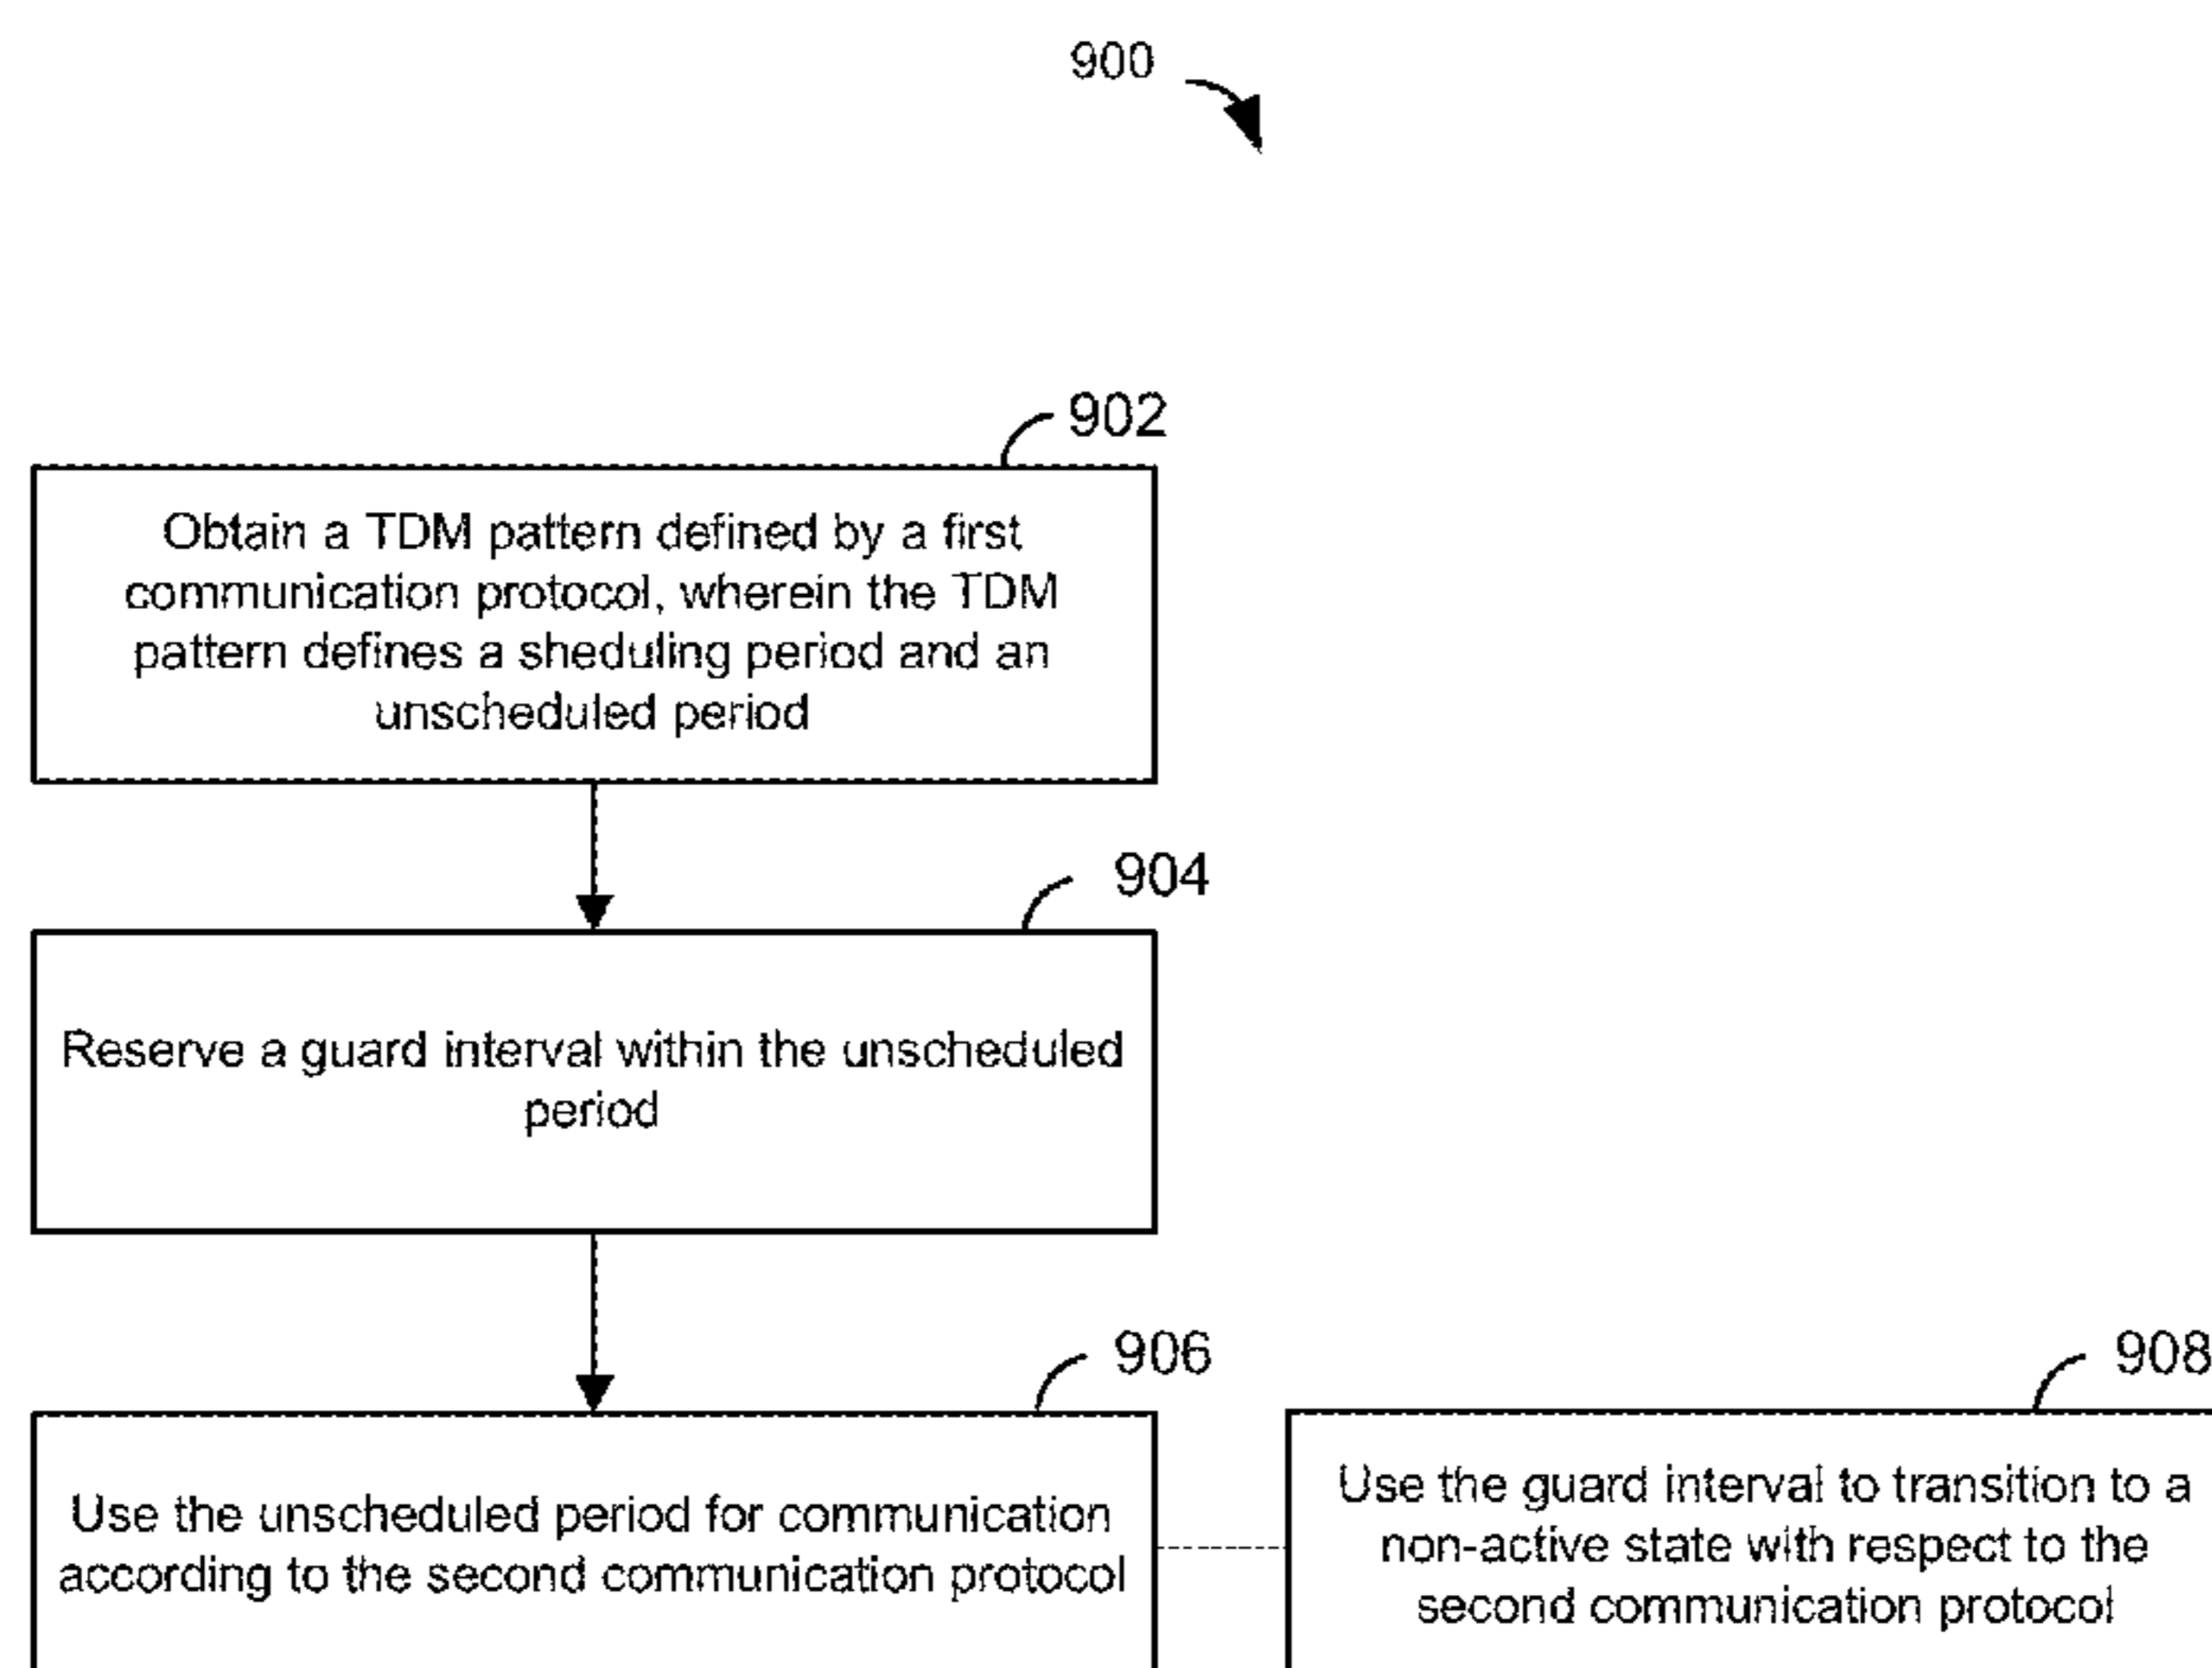 900
902
Obtain a TDM pattern defined by a first
communication protocol, wherein the TDM
pattern defines a sheduling period and an
unscheduled period
904
Reserve a guard interval within the unscheduled
period
906
Use the unscheduled period for communication
according to the second communication protocol
908
Use the guard interval to transition to a
non-active state with respect to the
second communication protocol